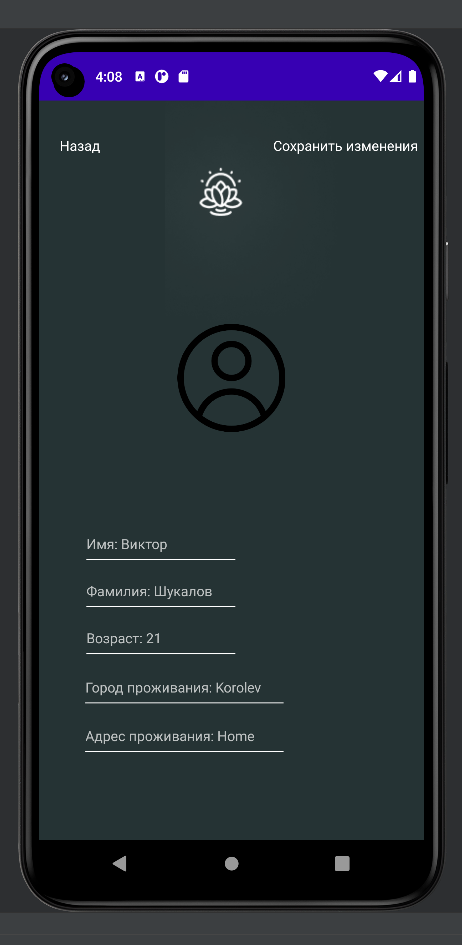 4:08
Назад
Сохранить изменения
Имя: Виктор
Фамилия: Шукалов
Возраст: 21
Город проживания: Korolev
Адрес проживания: Home